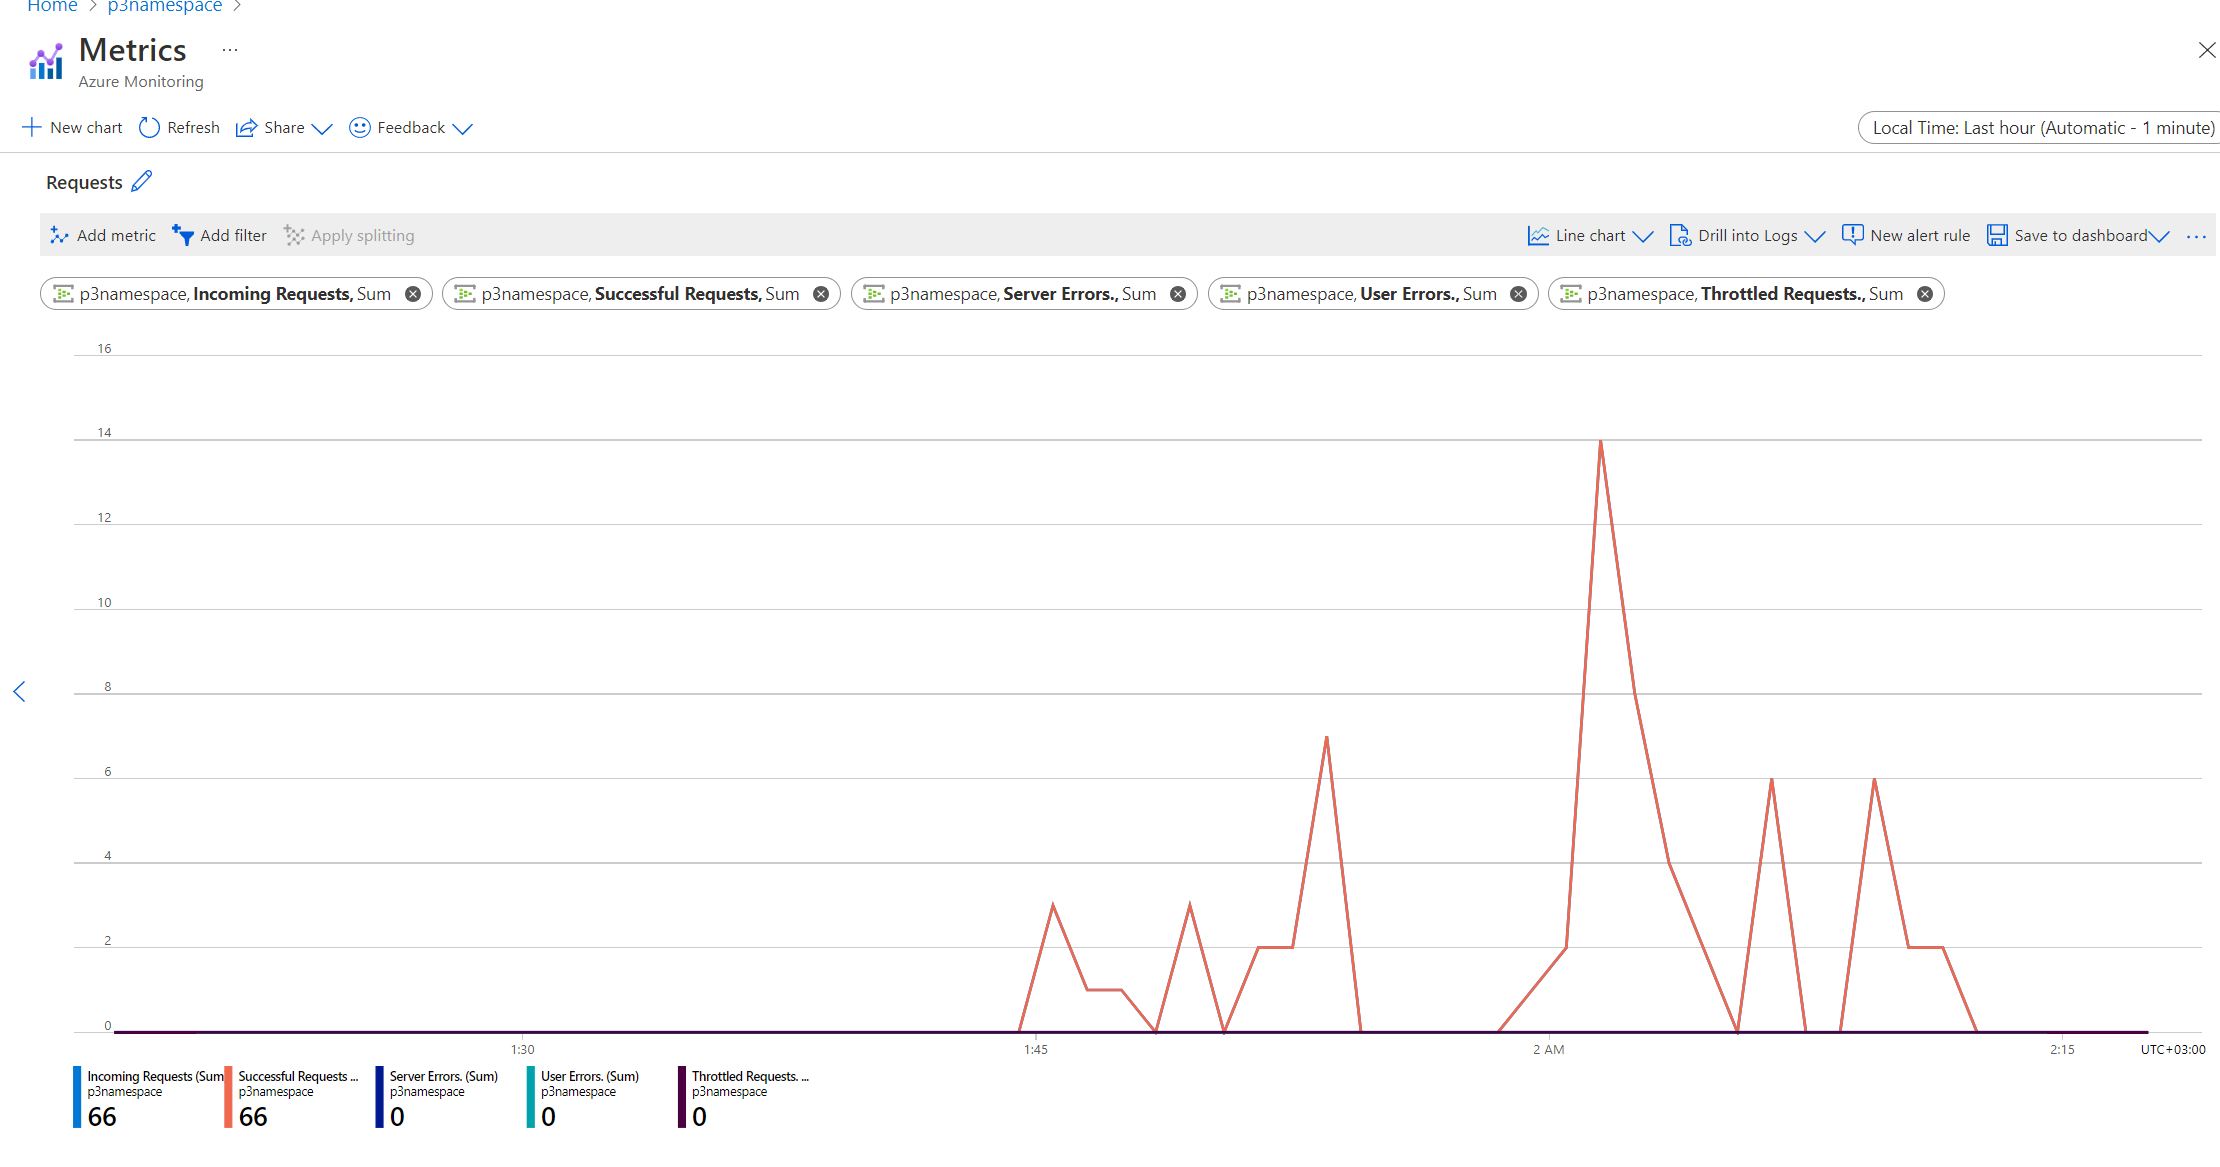 Home > p3namespace >
Metrics ...
Azure Monitoring
New chart Refresh Share Feedback
Local Time: Last hour (Automatic - 1 minute)
Requests
Add metric Add filter Apply splitting Line chart Drill into Logs New alert rule Save to dashboard ...
p3namespace, Incoming Requests, Sum p3namespace, Successful Requests, Sum p3namespace, Server Errors., Sum p3namespace, User Errors., Sum p3namespace, Throttled Requests., Sum
16
14
12
10
8
6
4
2
0
1:30 1:45 2 AM 2:15 UTC+03:00
Incoming Requests (Sum
p3namespace
66
Successful Requests ...
p3namespace
66
Server Errors. (Sum)
p3namespace
0
User Errors. (Sum)
p3namespace
0
Throttled Requests. ...
p3namespace
0